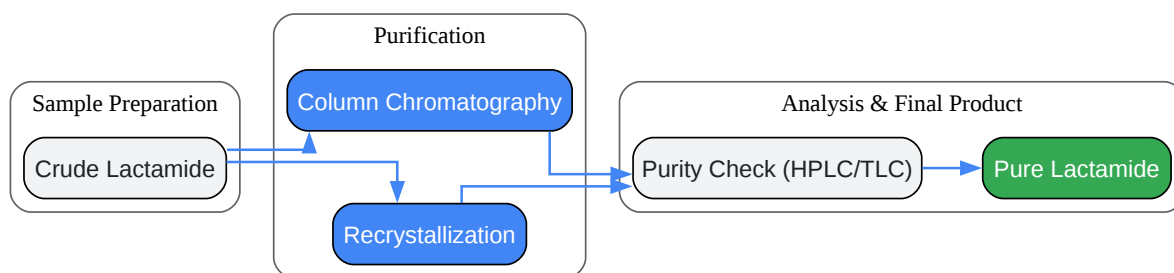 Sample Preparation
Crude Lactamide
Purification
Column Chromatography
Recrystallization
Analysis & Final Product
Purity Check (HPLC/TLC)
Pure Lactamide